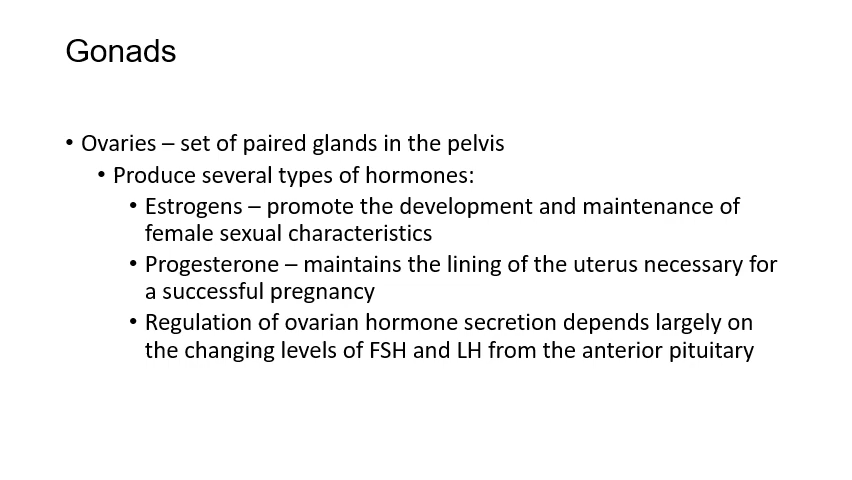 Gonads
• Ovaries – set of paired glands in the pelvis
• Produce several types of hormones:
• Estrogens – promote the development and maintenance of
female sexual characteristics
• Progesterone – maintains the lining of the uterus necessary for
a successful pregnancy
• Regulation of ovarian hormone secretion depends largely on
the changing levels of FSH and LH from the anterior pituitary